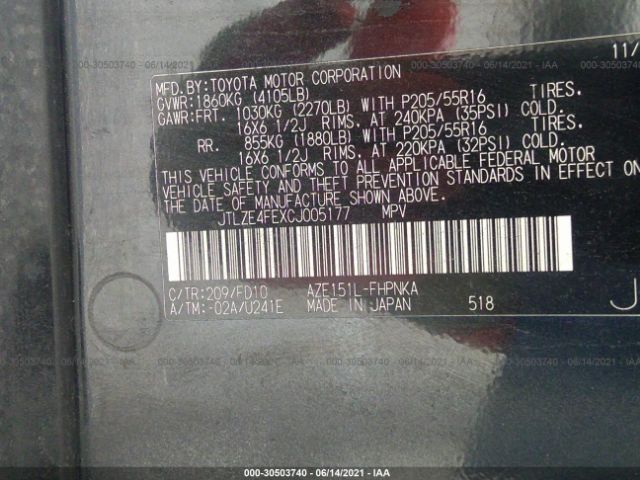 11/
MFD.BY:TOYOTA MOTOR CORPORATION
GVWR:1860KG (4105LB)
GAWR:FRT. 1030KG (2270LB) WITH P205/55R16 TIRES.
16X6 1/2J RIMS. AT 240KPA (35PSI) COLD.
RR. 855KG (1880LB) WITH P205/55R16 TIRES.
16X6 1/2J RIMS. AT 220KPA (32PSI) COLD.
THIS VEHICLE CONFORMS TO ALL APPLICABLE FEDERAL MOTOR
VEHICLE SAFETY AND THEFT PREVENTION STANDARDS IN EFFECT ON
THE DATE OF MANUFACTURE SHOWN ABOVE.
JTLZE4FEXCJ005177 MPV
C/TR:209/FD10 AZE151L-FHPNKA
A/TM:-02A/U241E MADE IN JAPAN 518 J
000-30503740 - 06/14/2021 - IAA